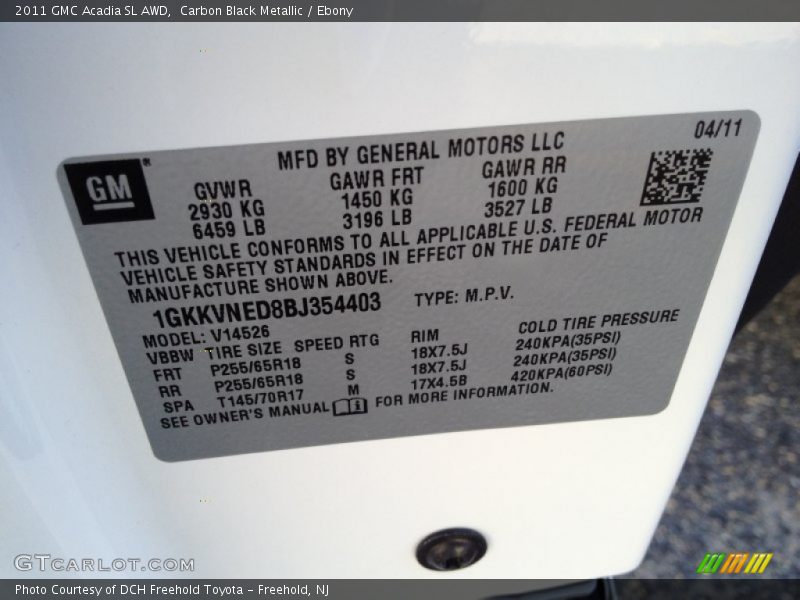 2011 GMC Acadia SL AWD,  Carbon Black Metallic / Ebony
04/11
GM®
MFD BY GENERAL MOTORS LLC
GVWR GAWR FRT GAWR RR
2930 KG 1450 KG 1600 KG
6459 LB 3196 LB 3527 LB
THIS VEHICLE CONFORMS TO ALL APPLICABLE U.S. FEDERAL MOTOR
VEHICLE SAFETY STANDARDS IN EFFECT ON THE DATE OF
MANUFACTURE SHOWN ABOVE.
1GKKVNED8BJ354403 TYPE: M.P.V.
MODEL: V14526
VBBW TIRE SIZE SPEED RTG RIM COLD TIRE PRESSURE
FRT P255/65R18 S 18X7.5J 240KPA(35PSI)
RR P255/65R18 S 18X7.5J 240KPA(35PSI)
SPA T145/70R17 M 17X4.5B 420KPA(60PSI)
SEE OWNER'S MANUAL FOR MORE INFORMATION.
GTCARLOT.COM
Photo Courtesy of DCH Freehold Toyota - Freehold, NJ